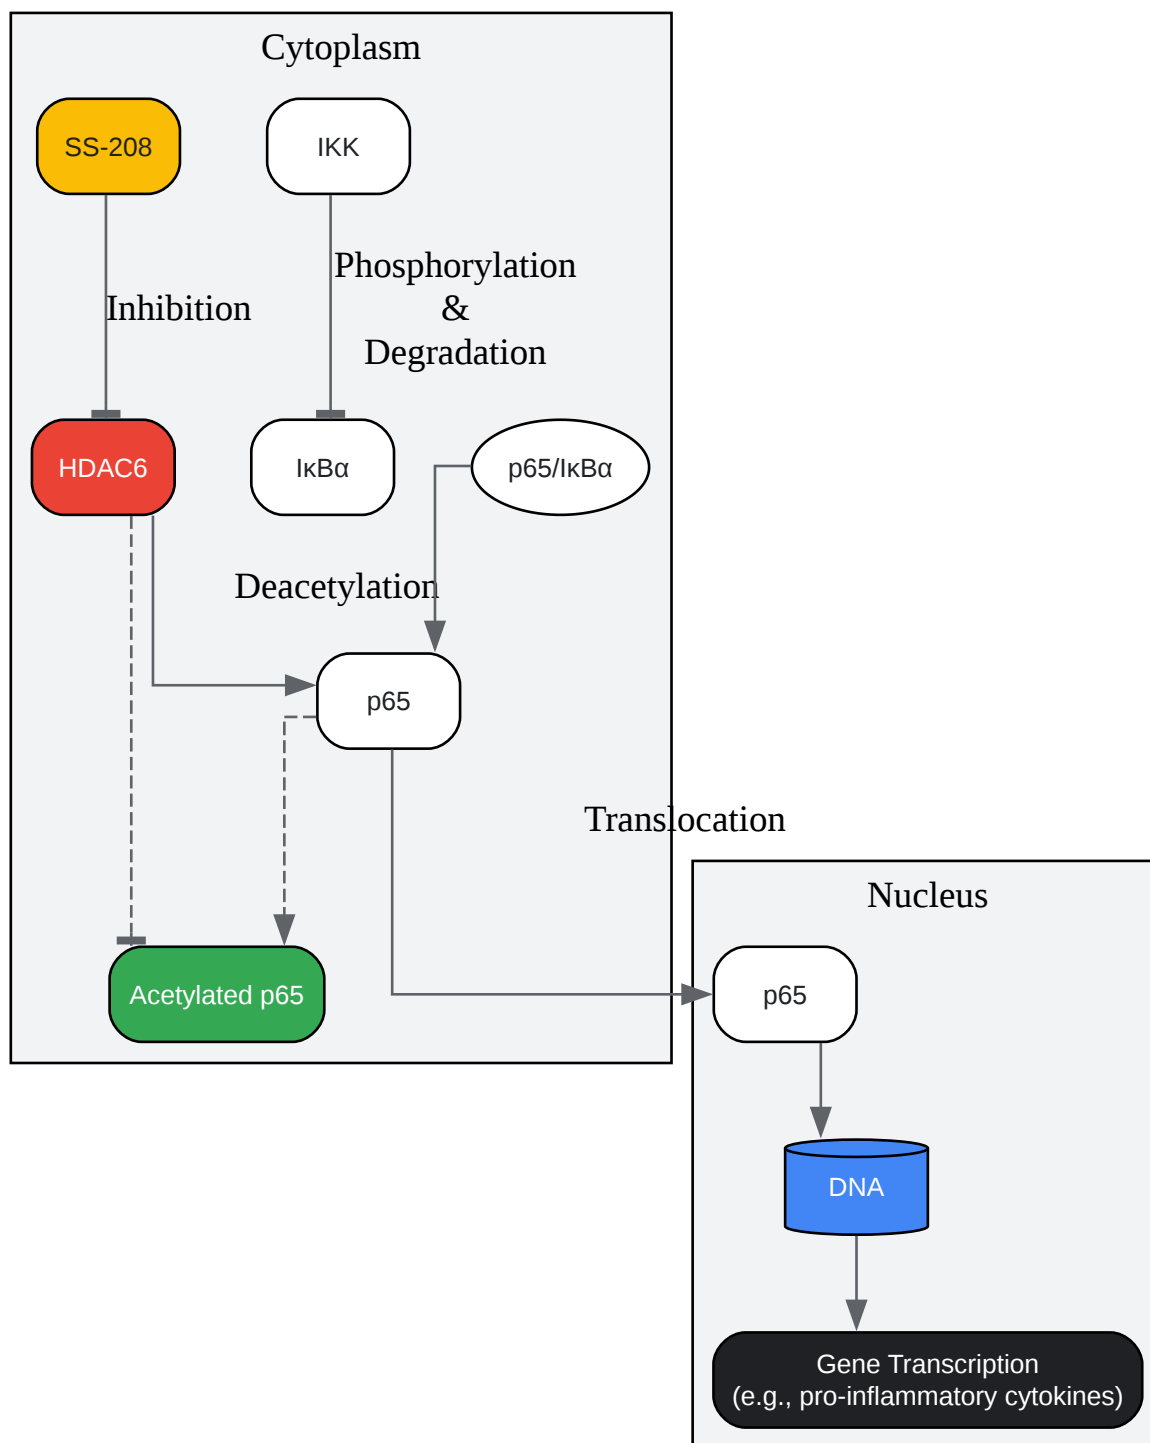 Cytoplasm
SS-208
IKK
Inhibition
Phosphorylation
&
Degradation
HDAC6
IκBα
p65/IκBα
Deacetylation
p65
Translocation
Nucleus
Acetylated p65
p65
DNA
Gene Transcription
(e.g., pro-inflammatory cytokines)